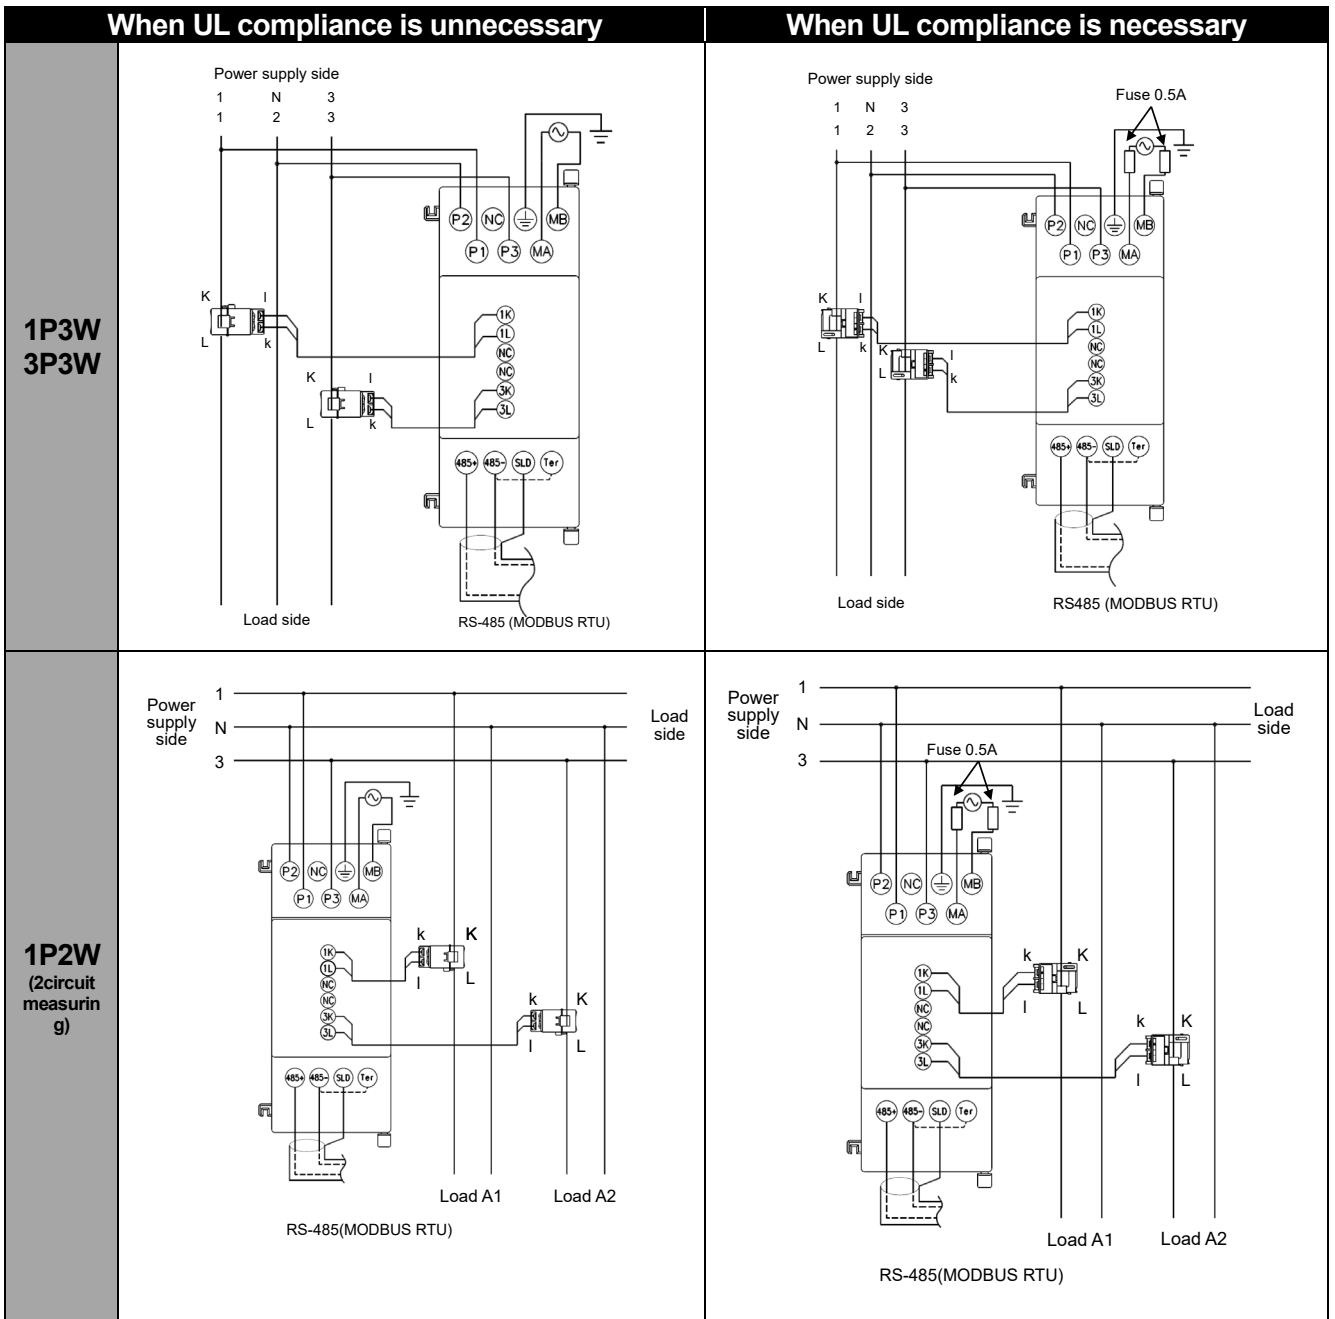 When UL compliance is unnecessary
When UL compliance is necessary
1P3W
3P3W
Power supply side
1 N 3
1 2 3
P2 NC MB
P1 P3 MA
K l
L k
K l
L k
1K
1L
NC
NC
3K
3L
485+ 485- SLD Ter
Load side
RS-485 (MODBUS RTU)
Power supply side
Fuse 0.5A
1 N 3
1 2 3
P2 NC MB
P1 P3 MA
K l
L k
K l
L k
1K
1L
NC
NC
3K
3L
485+ 485- SLD Ter
Load side
RS485 (MODBUS RTU)
1P2W
(2circuit
measurin
g)
Power
supply
side
1
N
3
Load
side
P2 NC MB
P1 P3 MA
1K
1L
NC
NC
3K
3L
k K
l L
k K
l L
485+ 485- SLD Ter
Load A1 Load A2
RS-485(MODBUS RTU)
Power
supply
side
1
N
3
Load
side
Fuse 0.5A
P2 NC MB
P1 P3 MA
1K
1L
NC
NC
3K
3L
k K
l L
k K
l L
485+ 485- SLD Ter
Load A1 Load A2
RS-485(MODBUS RTU)